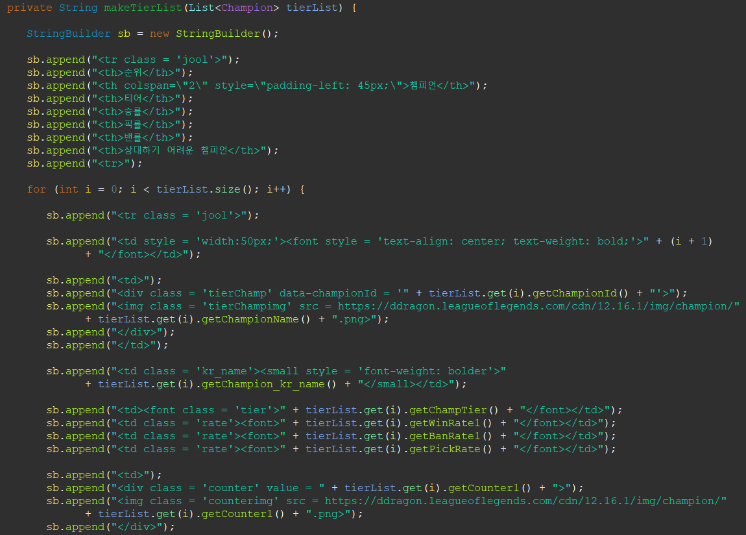 private String makeTierList(List<Champion> tierList) {
StringBuilder sb = new StringBuilder();
sb.append("<tr class = 'jool'>");
sb.append("<th>순위</th>");
sb.append("<th colspan=\"2\" style=\"padding-left: 45px;\">챔피언</th>");
sb.append("<th>티어</th>");
sb.append("<th>승률</th>");
sb.append("<th>픽률</th>");
sb.append("<th>밴률</th>");
sb.append("<th>상대하기 어려운 챔피언</th>");
sb.append("<tr>");
for (int i = 0; i < tierList.size(); i++) {
sb.append("<tr class = 'jool'>");
sb.append("<td style = 'width:50px;'><font style = 'text-align: center; text-weight: bold;'>" + (i + 1)
+ "</font></td>");
sb.append("<td>");
sb.append("<div class = 'tierChamp' data-championId = '" + tierList.get(i).getChampionId() + "'>");
sb.append("<img class = 'tierChampimg' src = https://ddragon.leagueoflegends.com/cdn/12.16.1/img/champion/"
+ tierList.get(i).getChampionName() + ".png>");
sb.append("</div>");
sb.append("</td>");
sb.append("<td class = 'kr_name'><small style = 'font-weight: bolder'>"
+ tierList.get(i).getChampion_kr_name() + "</small></td>");
sb.append("<td><font class = 'tier'>" + tierList.get(i).getChampTier() + "</font></td>");
sb.append("<td class = 'rate'><font>" + tierList.get(i).getWinRate1() + "</font></td>");
sb.append("<td class = 'rate'><font>" + tierList.get(i).getBanRate1() + "</font></td>");
sb.append("<td class = 'rate'><font>" + tierList.get(i).getPickRate() + "</font></td>");
sb.append("<td>");
sb.append("<div class = 'counter' value = " + tierList.get(i).getCounter1() + ">");
sb.append("<img class = 'counterimg' src = https://ddragon.leagueoflegends.com/cdn/12.16.1/img/champion/"
+ tierList.get(i).getCounter1() + ".png>");
sb.append("</div>");